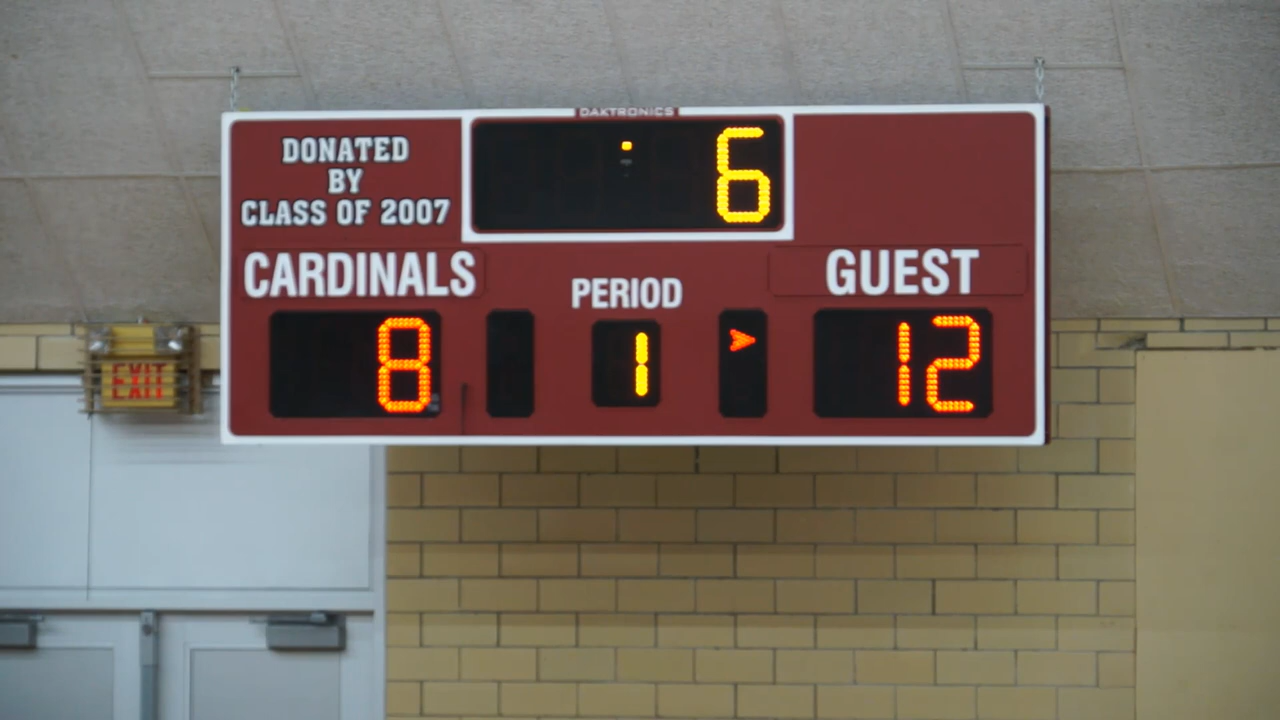 DAKTRONICS
DONATED
BY
CLASS OF 2007
: 6
CARDINALS
PERIOD
GUEST
8
1
12
EXIT